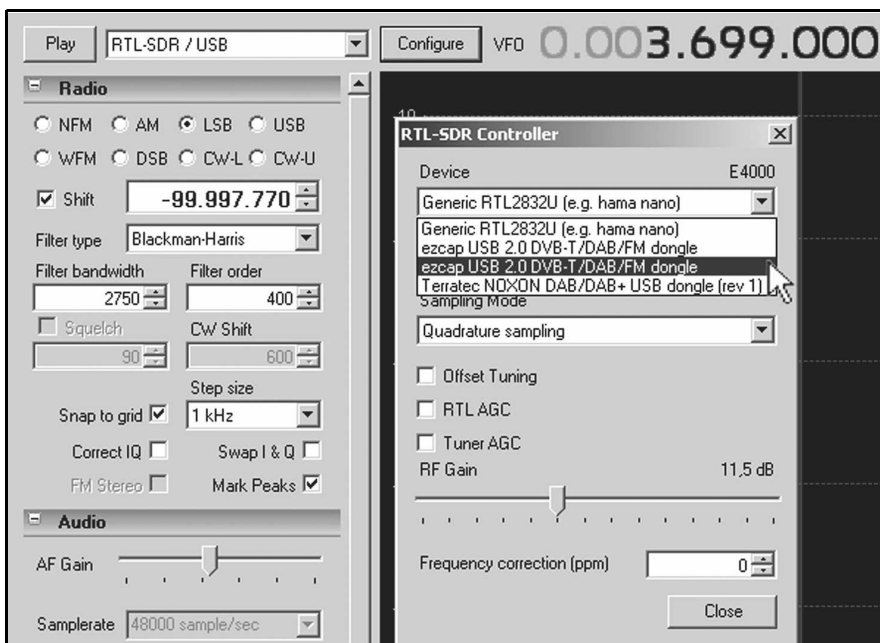 Play RTL-SDR / USB Configure VFO 0.003.699.000
Radio
NFM AM LSB USB
WFM DSB CW-L CW-U
Shift -99.997.770
Filter type Blackman-Harris
Filter bandwidth Filter order
2750 400
Squelch CW Shift
90 600
Step size
Snap to grid 1 kHz
Correct IQ Swap I & Q
FM Stereo Mark Peaks
Audio
AF Gain
Samplerate 48000 sample/sec
-10
RTL-SDR Controller
Device E4000
Generic RTL2832U (e.g. hama nano)
Generic RTL2832U (e.g. hama nano)
ezcap USB 2.0 DVB-T/DAB/FM dongle
ezcap USB 2.0 DVB-T/DAB/FM dongle
Terratec NOXON DAB/DAB+ USB dongle (rev 1)
Sampling Mode
Quadrature sampling
Offset Tuning
RTL AGC
Tuner AGC
RF Gain 11,5 dB
Frequency correction (ppm) 0
Close